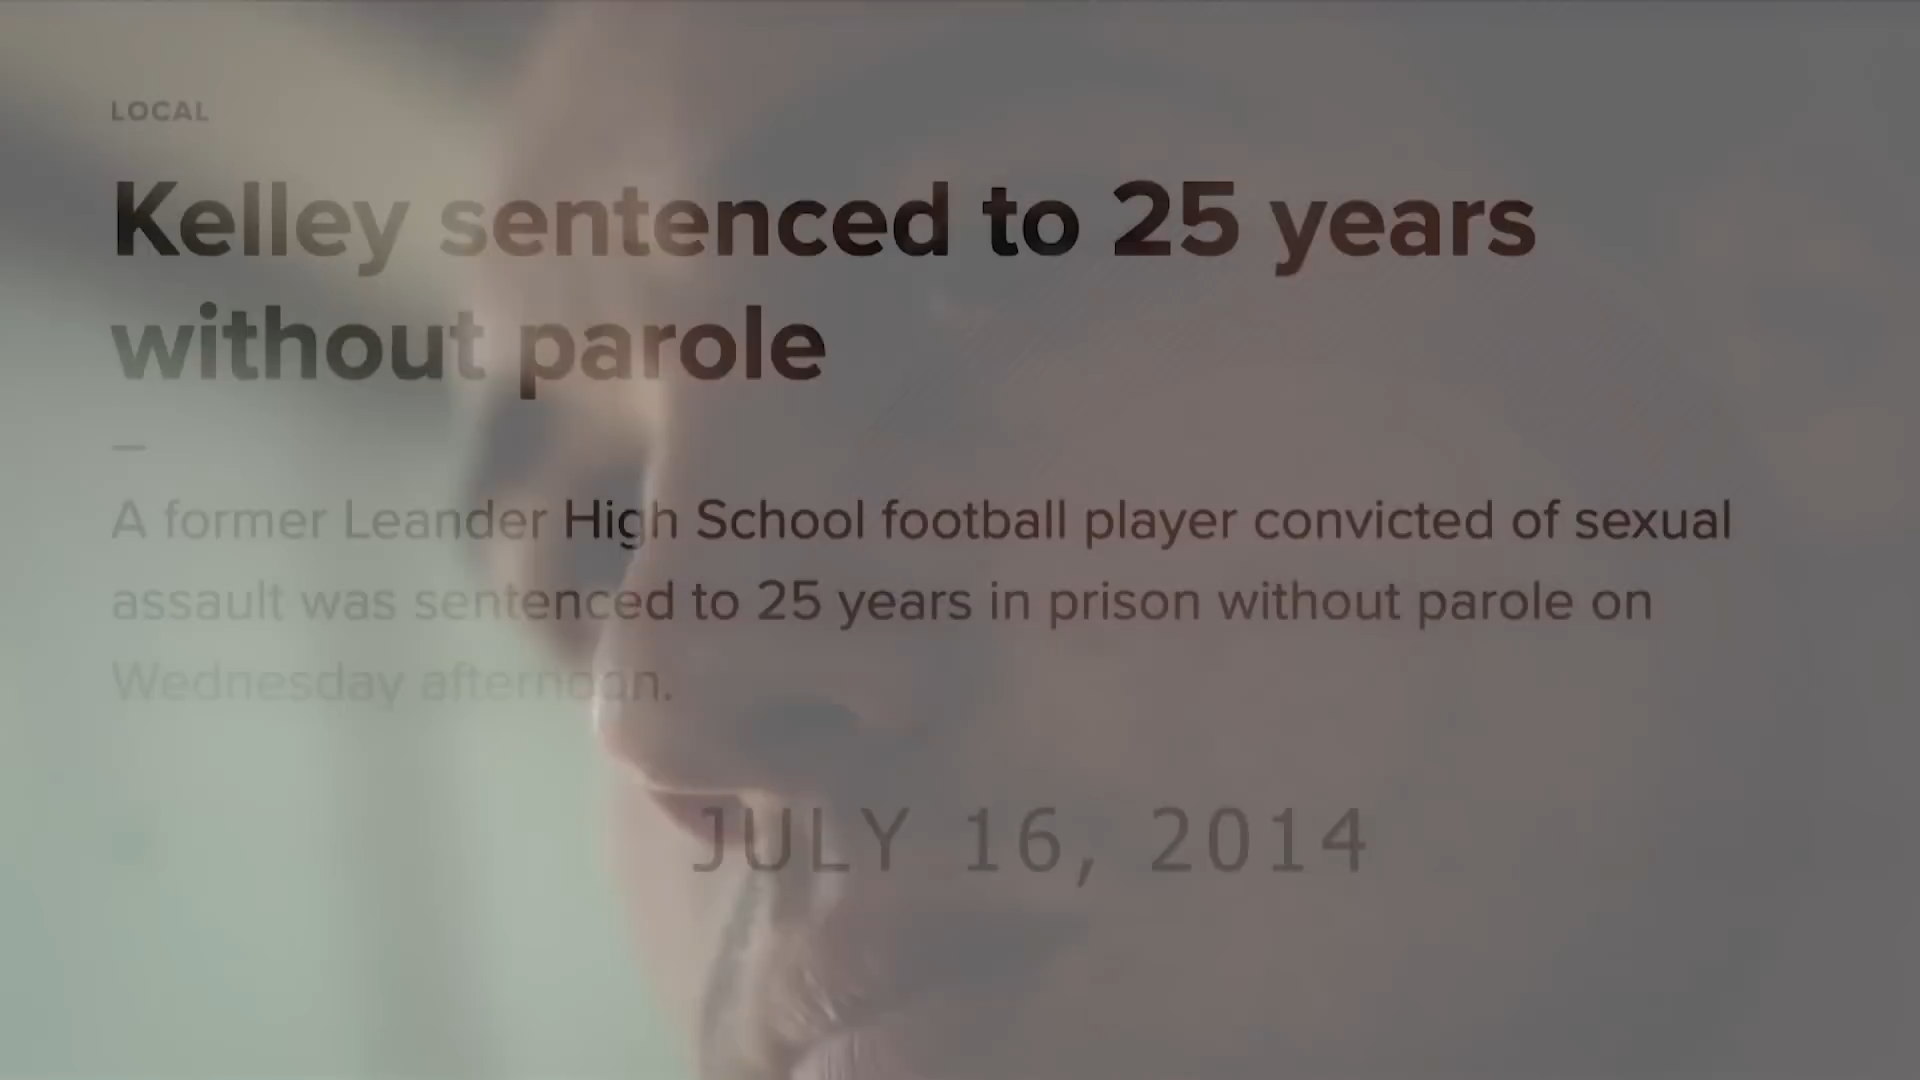 LOCAL
Kelley sentenced to 25 years
without parole
A former Leander High School football player convicted of sexual
assault was sentenced to 25 years in prison without parole on
Wednesday afternoon.
JULY 16, 2014